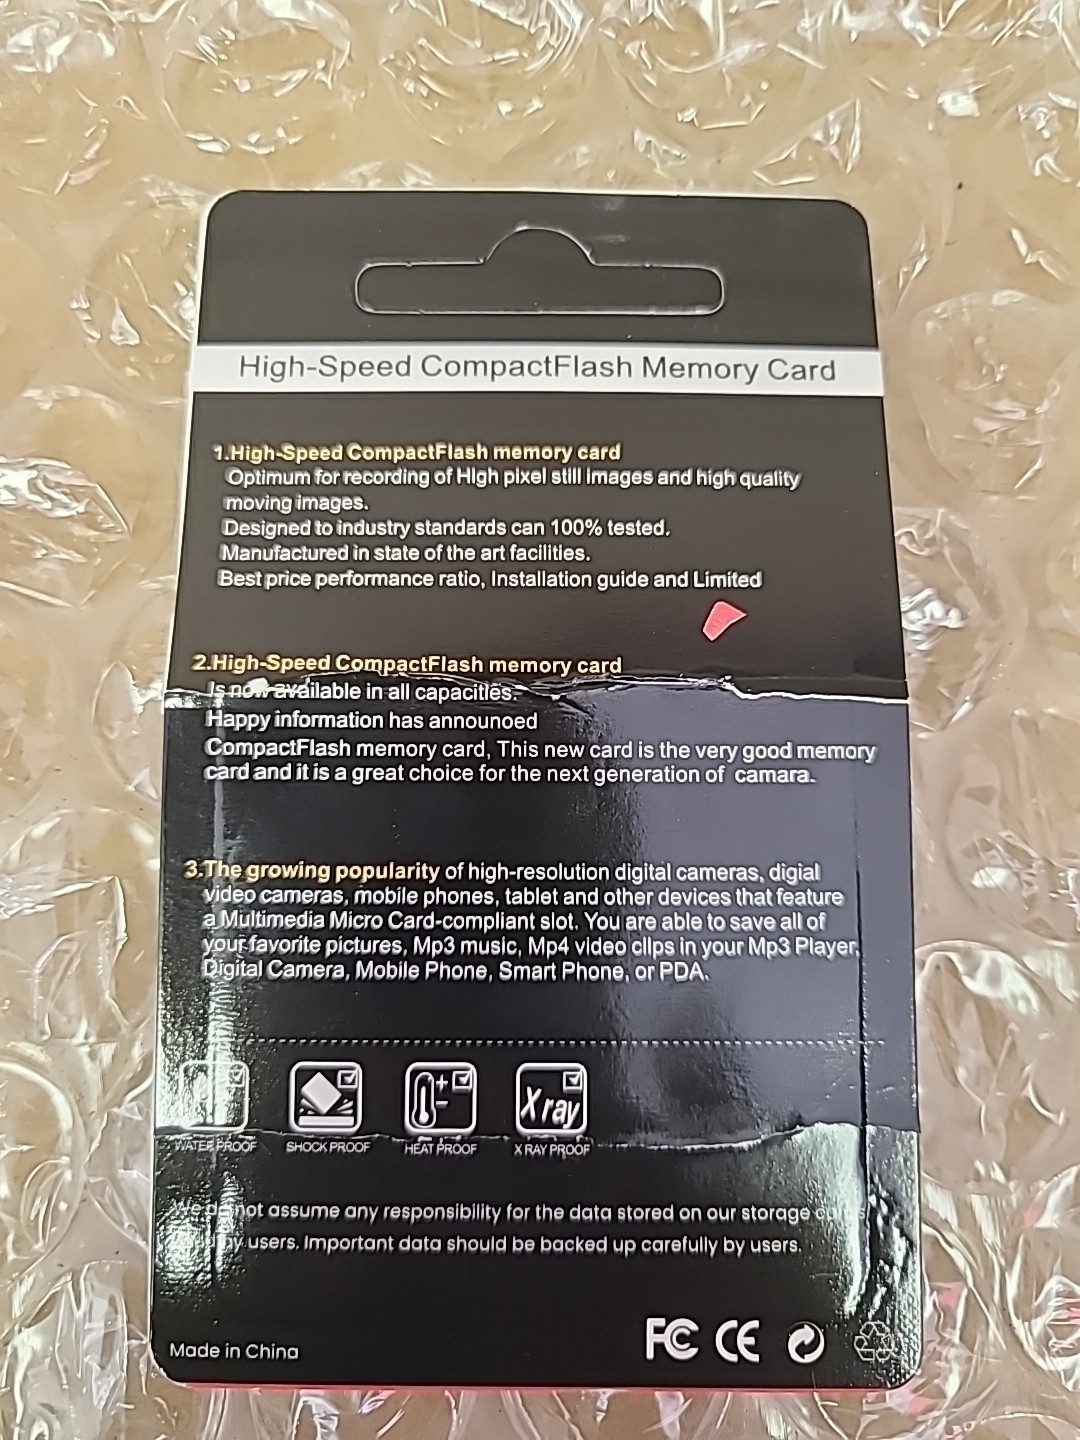 High-Speed CompactFlash Memory Card
1.High-Speed CompactFlash memory card
Optimum for recording of High pixel still Images and high quality
moving images.
Designed to industry standards can 100% tested.
Manufactured in state of the art facilities.
Best price performance ratio, Installation guide and Limited
2.High-Speed CompactFlash memory card
Is now available in all capacities.
Happy information has announoed
CompactFlash memory card, This new card is the very good memory
card and it is a great choice for the next generation of camara.
3.The growing popularity of high-resolution digital cameras, digial
video cameras, mobile phones, tablet and other devices that feature
a Multimedia Micro Card-compliant slot. You are able to save all of
your favorite pictures, Mp3 music, Mp4 video clips in your Mp3 Player,
Digital Camera, Mobile Phone, Smart Phone, or PDA.
+
-
X ray
WATER PROOF SHOCK PROOF HEAT PROOF X RAY PROOF
We do not assume any responsibility for the data stored on our storage
by users. Important data should be backed up carefully by users.
FC CE
Made in China